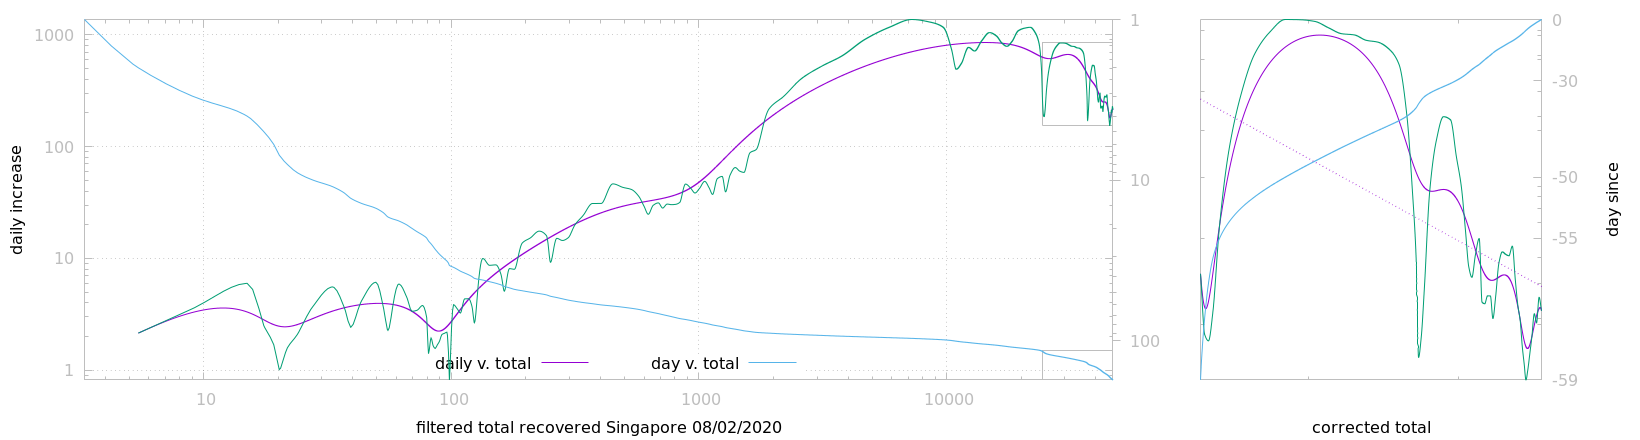 daily increase
1000
100
10
1
10
100
1000
10000
1
10
100
daily v. total
day v. total
filtered total recovered Singapore 08/02/2020
0
-30
-50
-55
-59
day since
corrected total